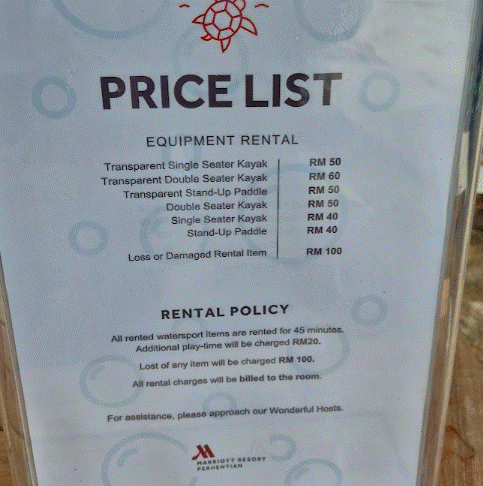 PRICE LIST
EQUIPMENT RENTAL
Transparent Single Seater Kayak RM 50
Transparent Double Seater Kayak RM 60
Transparent Stand-Up Paddle RM 50
Double Seater Kayak RM 50
Single Seater Kayak RM 40
Stand-Up Paddle RM 40
Loss or Damaged Rental Item RM 100
RENTAL POLICY
All rented watersport items are rented for 45 minutes.
Additional play-time will be charged RM20.
Lost of any item will be charged RM 100.
All rental charges will be billed to the room.
For assistance, please approach our Wonderful Hosts.
MARRIOTT RESORT
PERHENTIAN